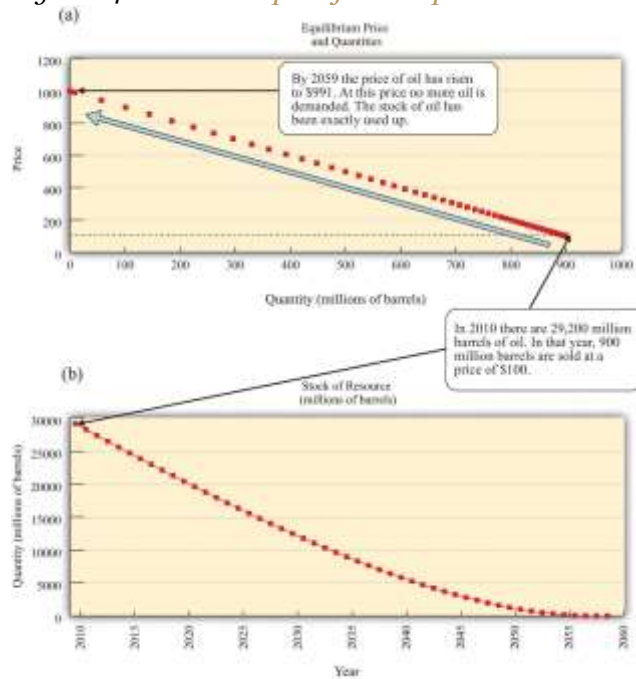 (a)
Equilibrium Price
and Quantities
By 2059 the price of oil has risen
to $991. At this price no more oil is
demanded. The stock of oil has
been exactly used up.
Price
1200
1000
800
600
400
200
0
0 100 200 300 400 500 600 700 800 900 1000
Quantity (millions of barrels)
In 2010 there are 29,200 million
barrels of oil. In that year, 900
million barrels are sold at a
price of $100.
(b)
Stock of Resource
(millions of barrels)
Quantity (millions of barrels)
30000
25000
20000
15000
10000
5000
0
2010 2015 2020 2025 2030 2035 2040 2045 2050 2055 2060
Year